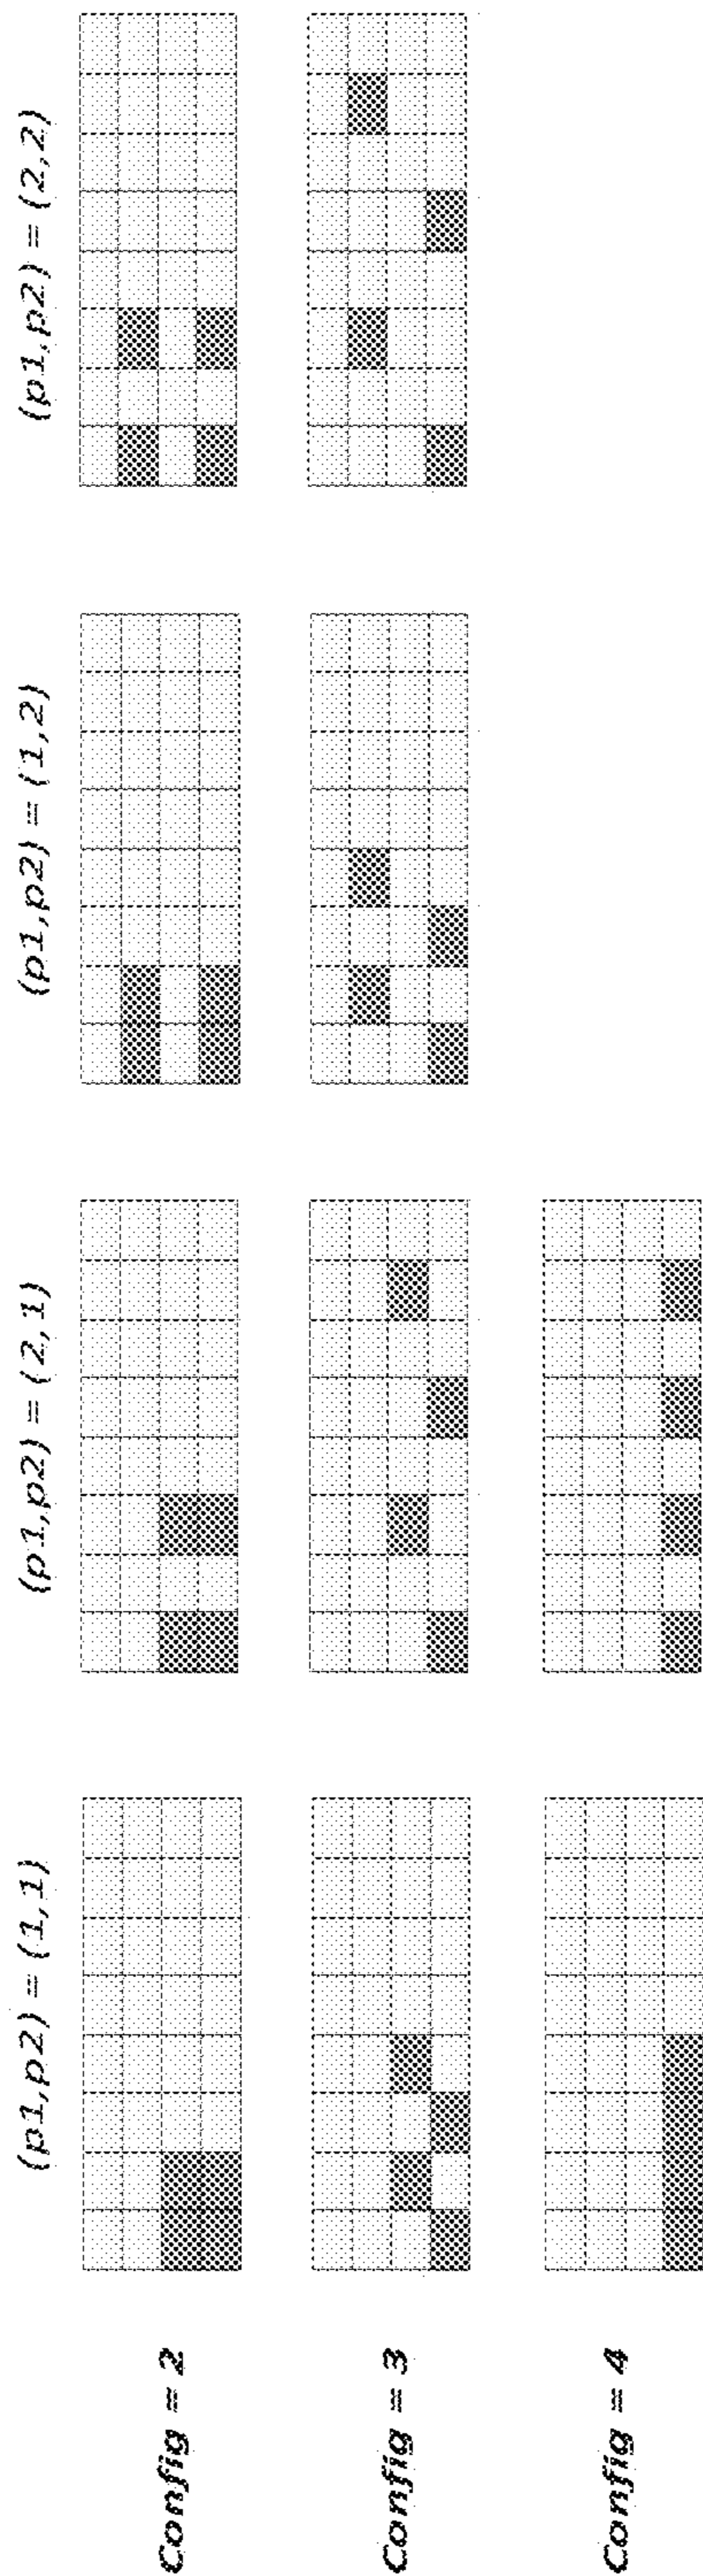 (p1,p2) = (1,1)
(p1,p2) = (2,1)
(p1,p2) = (1,2)
(p1,p2) = (2,2)
Config = 2
Config = 3
Config = 4